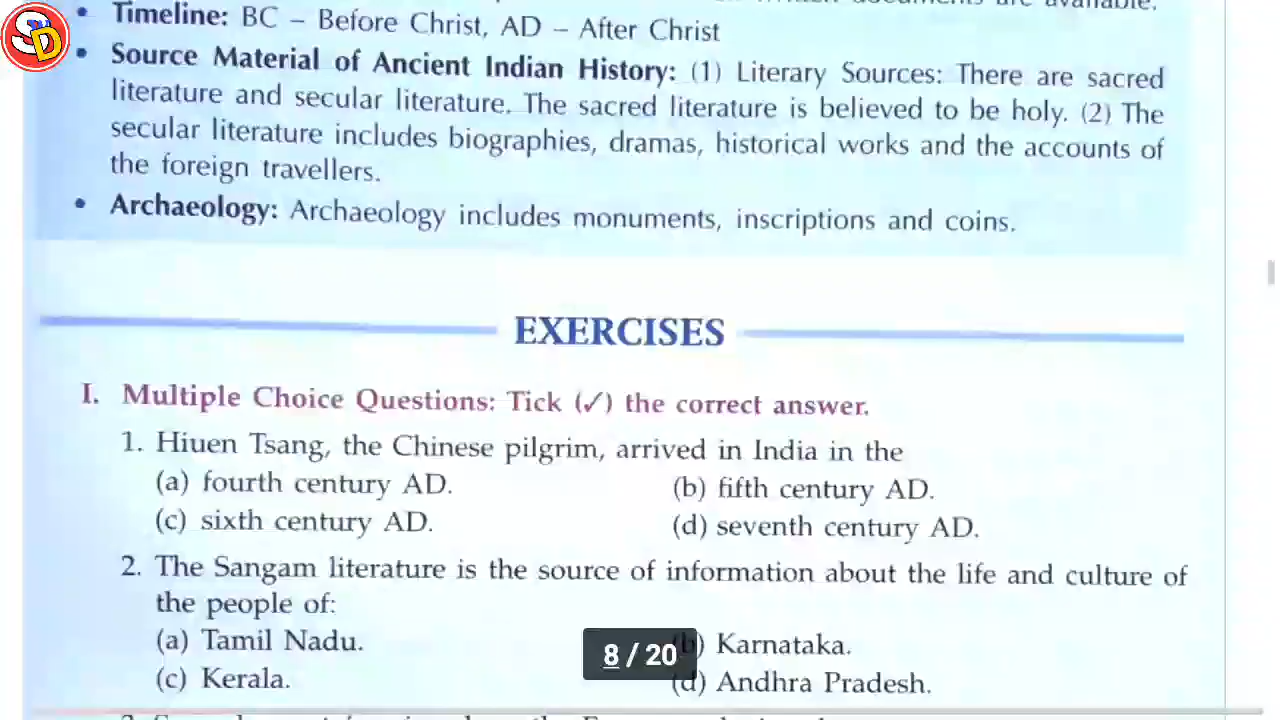 documents are available.
• Timeline: BC – Before Christ, AD – After Christ
• Source Material of Ancient Indian History: (1) Literary Sources: There are sacred
literature and secular literature. The sacred literature is believed to be holy. (2) The
secular literature includes biographies, dramas, historical works and the accounts of
the foreign travellers.
• Archaeology: Archaeology includes monuments, inscriptions and coins.
EXERCISES
I. Multiple Choice Questions: Tick (✓) the correct answer.
1. Hiuen Tsang, the Chinese pilgrim, arrived in India in the
(a) fourth century AD. (b) fifth century AD.
(c) sixth century AD. (d) seventh century AD.
2. The Sangam literature is the source of information about the life and culture of
the people of:
(a) Tamil Nadu. (b) Karnataka.
(c) Kerala. (d) Andhra Pradesh.
8 / 20
SD